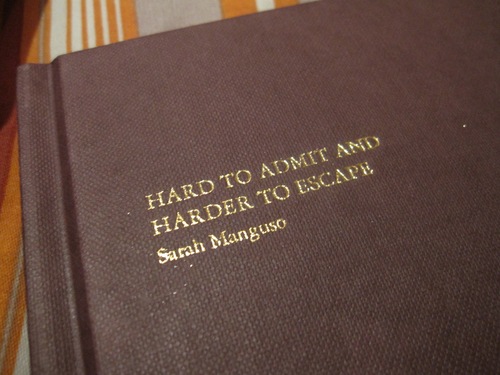 HARD TO ADMIT AND
HARDER TO ESCAPE
Sarah Manguso